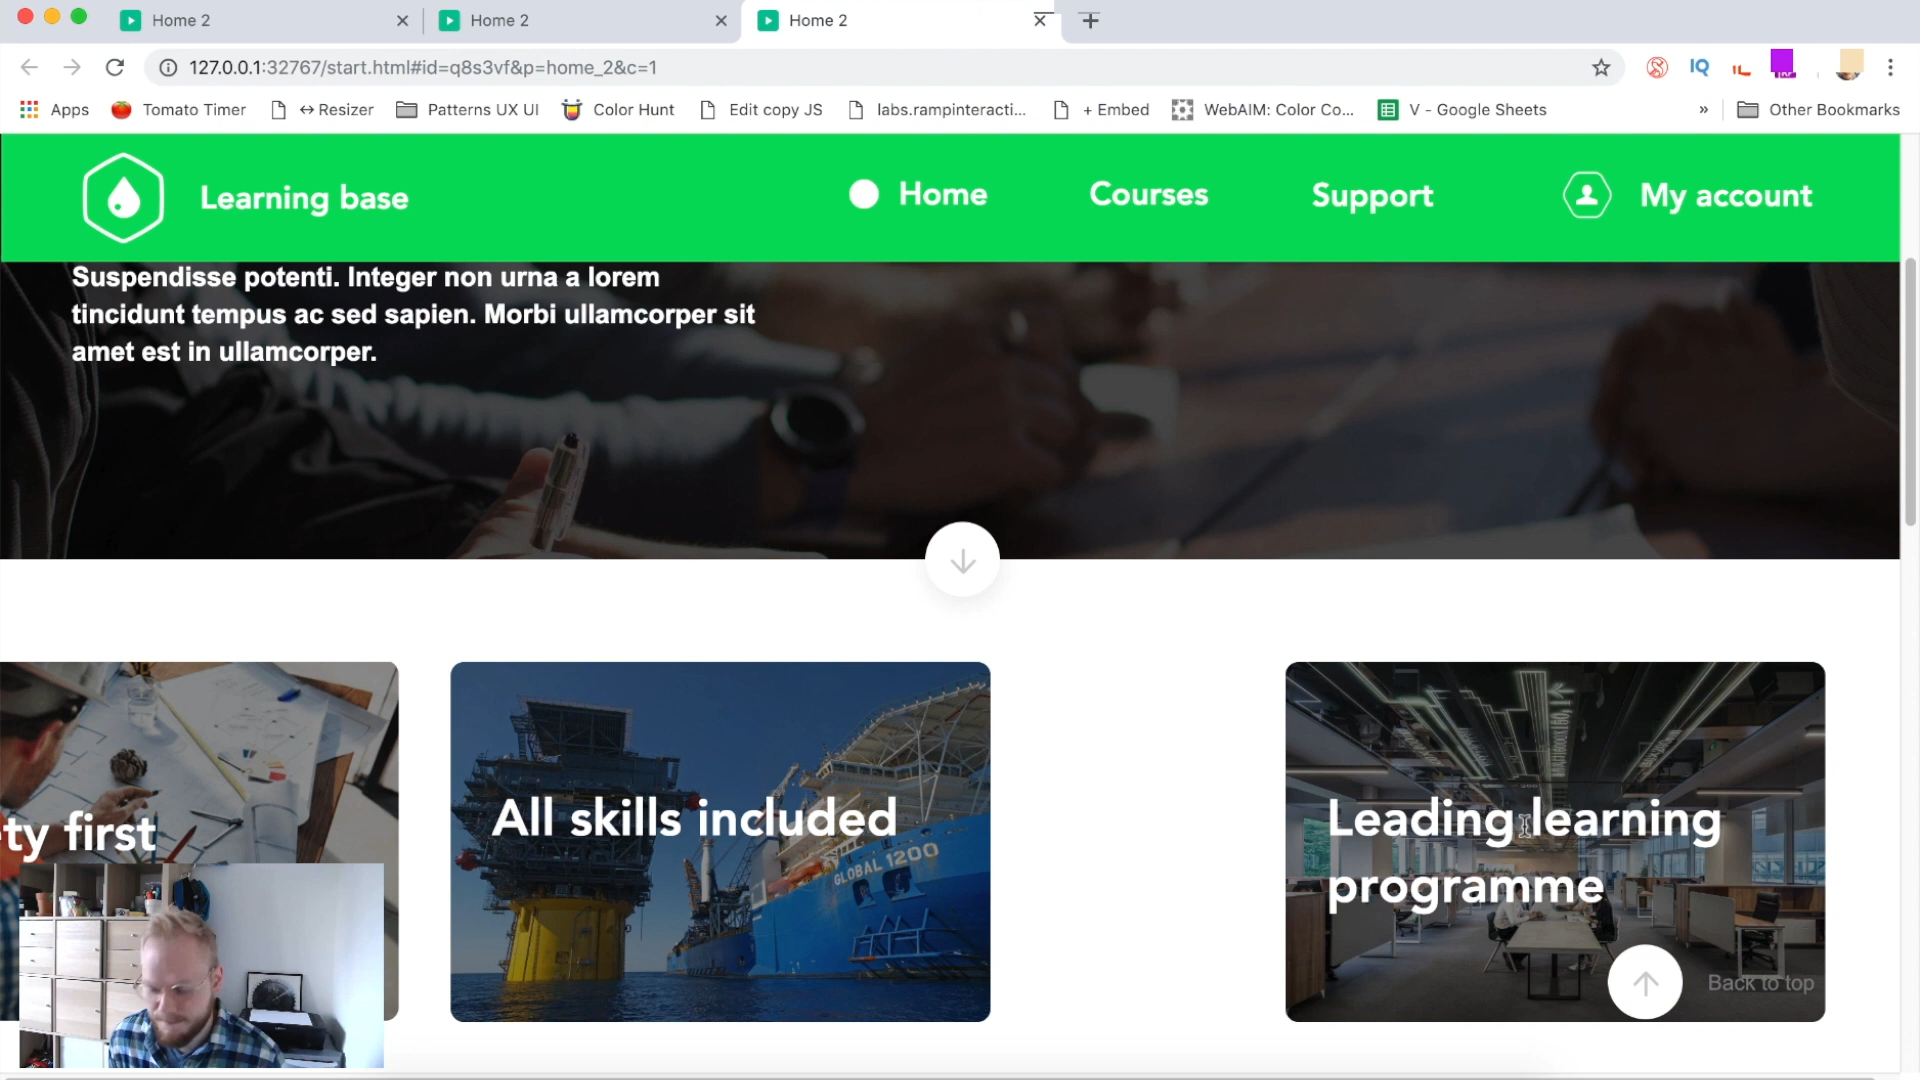 Home 2
Home 2
Home 2
127.0.0.1:32767/start.html#id=q8s3vf&p=home_2&c=1
IQ
Apps
Tomato Timer
↔ Resizer
Patterns UX UI
Color Hunt
Edit copy JS
labs.rampinteracti...
+ Embed
WebAIM: Color Co...
V - Google Sheets
»
Other Bookmarks
Learning base
Home
Courses
Support
My account
Suspendisse potenti. Integer non urna a lorem
tincidunt tempus ac sed sapien. Morbi ullamcorper sit
amet est in ullamcorper.
ty first
All skills included
GLOBAL 1200
Leading learning
programme
Back to top